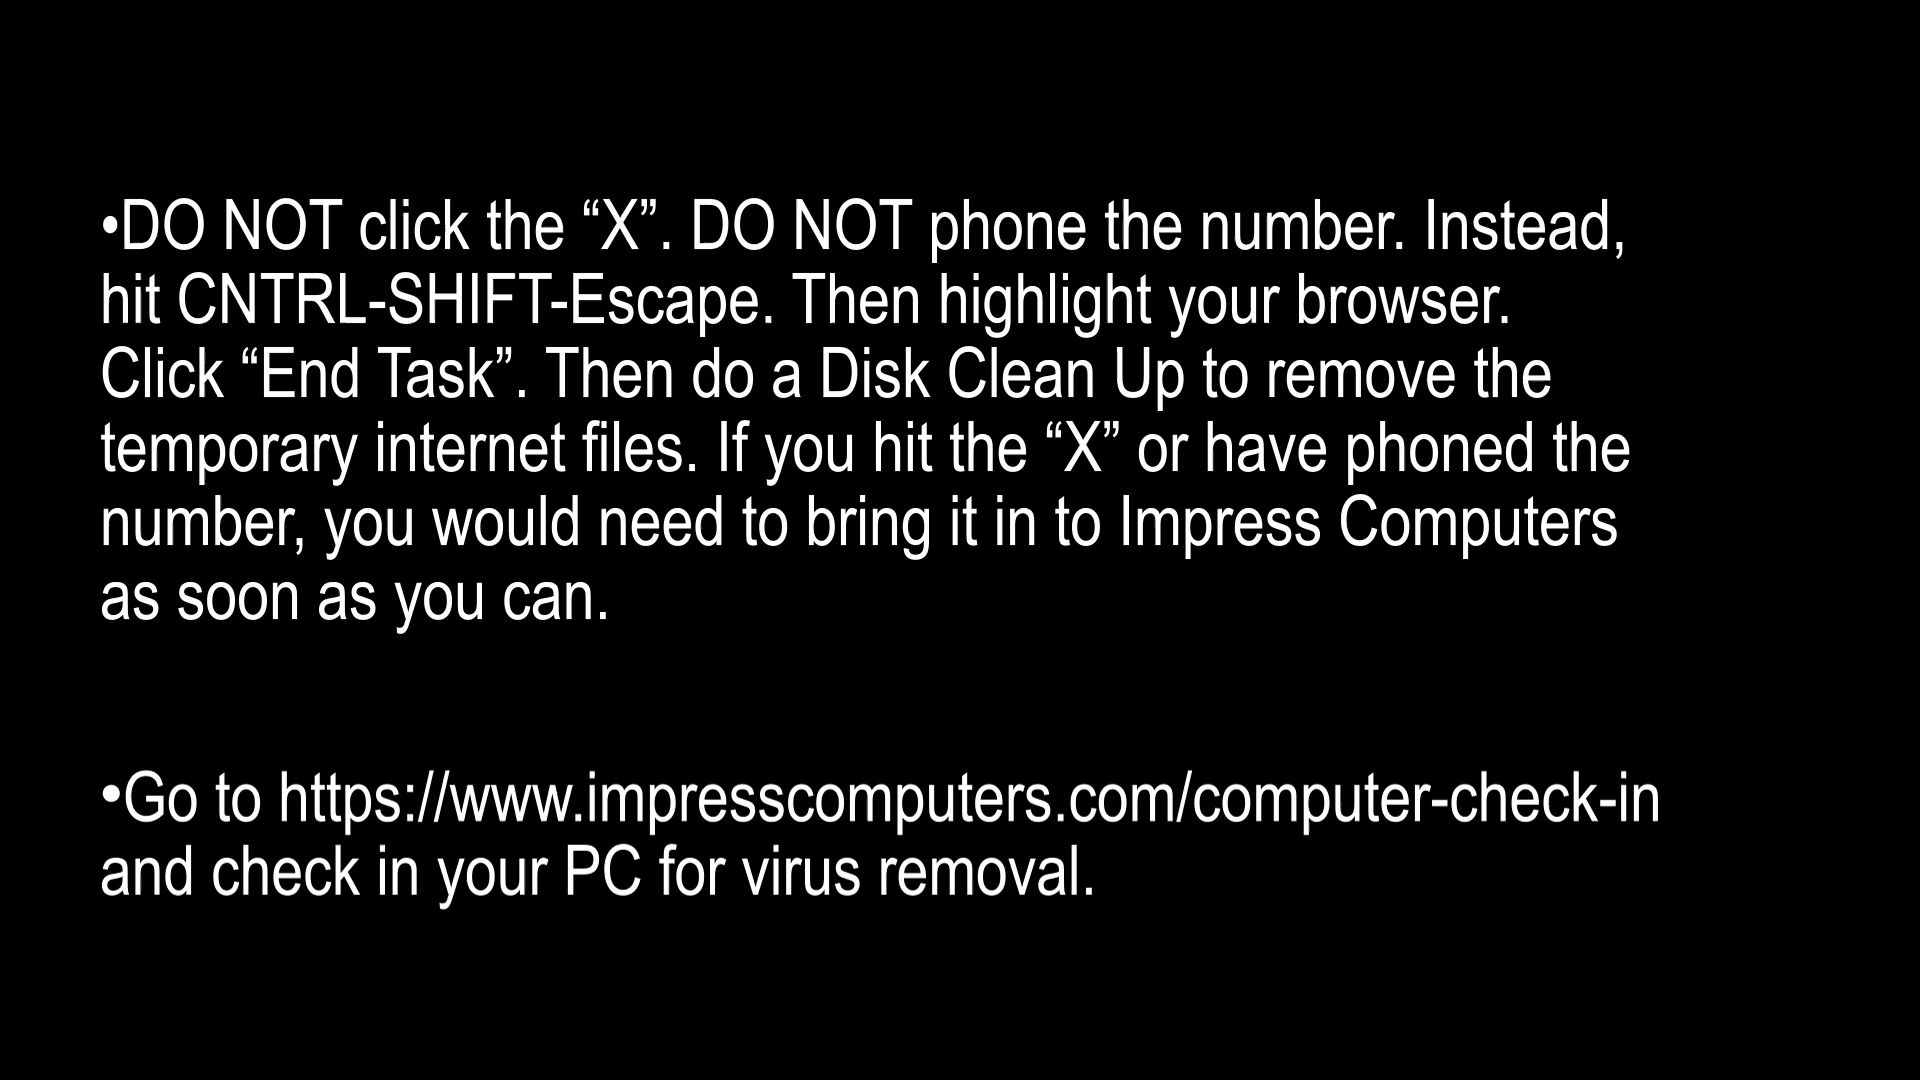 •DO NOT click the “X”. DO NOT phone the number. Instead,
hit CNTRL-SHIFT-Escape. Then highlight your browser.
Click “End Task”. Then do a Disk Clean Up to remove the
temporary internet files. If you hit the “X” or have phoned the
number, you would need to bring it in to Impress Computers
as soon as you can.
•Go to https://www.impresscomputers.com/computer-check-in
and check in your PC for virus removal.